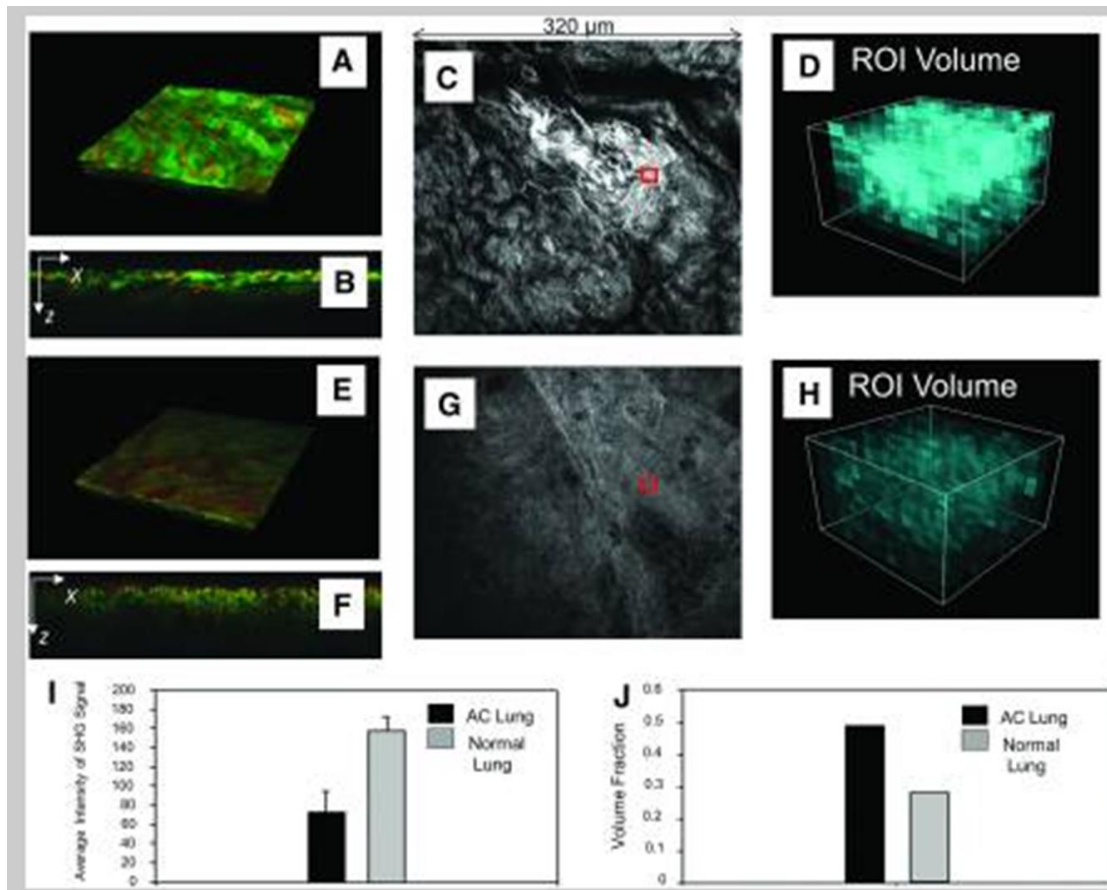 320 μm
A
C
D
ROI Volume
X
B
Z
E
G
H
ROI Volume
X
F
Z
I
Average Intensity of SHG Signal
200
180
160
140
120
100
80
60
40
20
0
AC Lung
Normal
Lung
J
Volume Fraction
0.6
0.5
0.4
0.3
0.3
0.1
0
AC Lung
Normal
Lung